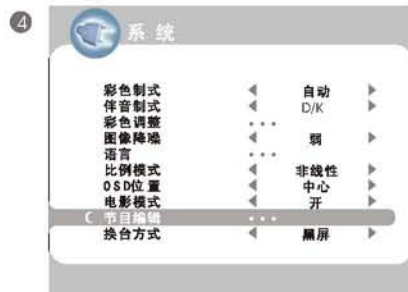 4
系统
彩色制式 自动
伴音制式 D/K
彩色调整 ...
图像降噪 弱
语言 ...
比例模式 非线性
OSD位置 中心
电影模式 开
节目编辑 ...
换台方式 黑屏